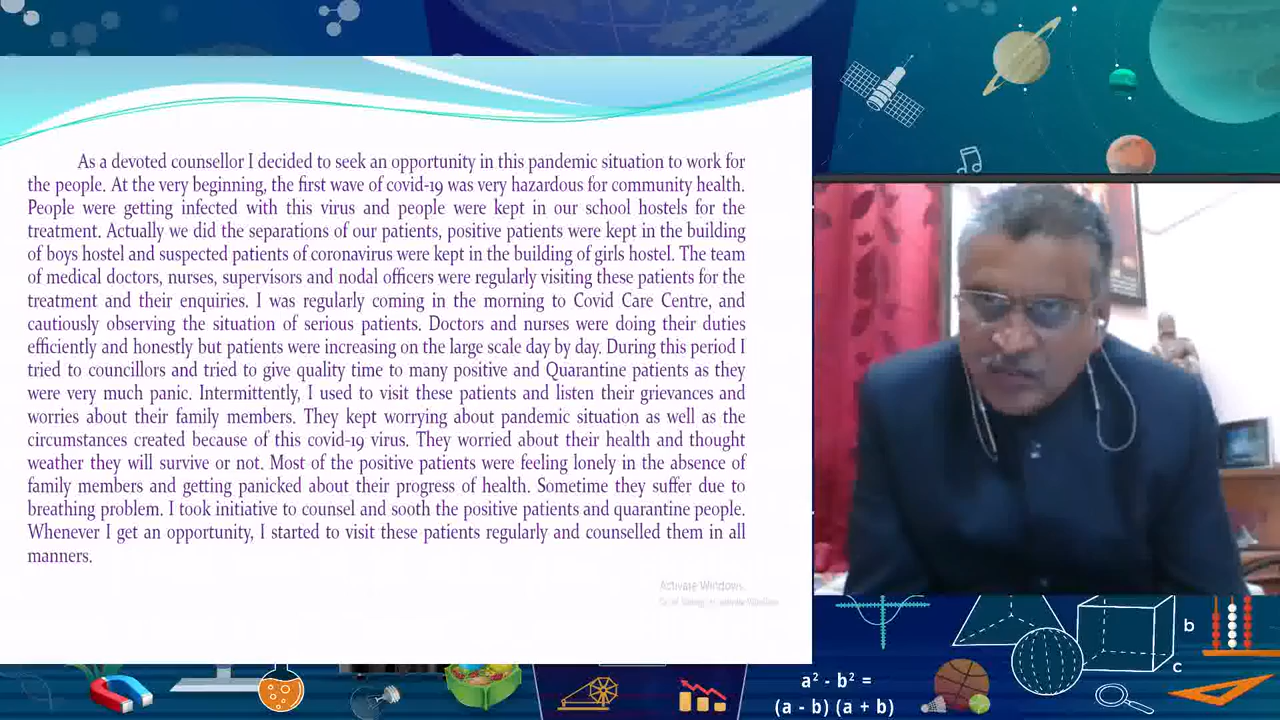 As a devoted counsellor I decided to seek an opportunity in this pandemic situation to work for
the people. At the very beginning, the first wave of covid-19 was very hazardous for community health.
People were getting infected with this virus and people were kept in our school hostels for the
treatment. Actually we did the separations of our patients, positive patients were kept in the building
of boys hostel and suspected patients of coronavirus were kept in the building of girls hostel. The team
of medical doctors, nurses, supervisors and nodal officers were regularly visiting these patients for the
treatment and their enquiries. I was regularly coming in the morning to Covid Care Centre, and
cautiously observing the situation of serious patients. Doctors and nurses were doing their duties
efficiently and honestly but patients were increasing on the large scale day by day. During this period I
tried to councillors and tried to give quality time to many positive and Quarantine patients as they
were very much panic. Intermittently, I used to visit these patients and listen their grievances and
worries about their family members. They kept worrying about pandemic situation as well as the
circumstances created because of this covid-19 virus. They worried about their health and thought
weather they will survive or not. Most of the positive patients were feeling lonely in the absence of
family members and getting panicked about their progress of health. Sometime they suffer due to
breathing problem. I took initiative to counsel and sooth the positive patients and quarantine people.
Whenever I get an opportunity, I started to visit these patients regularly and counselled them in all
manners.
Activate Windows
b
c
a² - b² =
(a - b) (a + b)